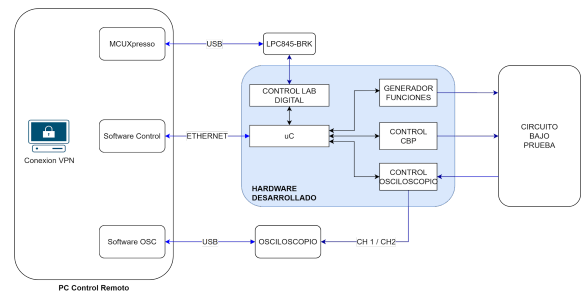 MCUXpresso
USB
LPC845-BRK
CONTROL LAB
DIGITAL
GENERADOR
FUNCIONES
Conexion VPN
Software Control
ETHERNET
uC
CONTROL
CBP
CIRCUITO
BAJO
PRUEBA
CONTROL
OSCILOSCOPIO
HARDWARE
DESARROLLADO
Software OSC
USB
OSCILOSCOPIO
CH 1 / CH2
PC Control Remoto